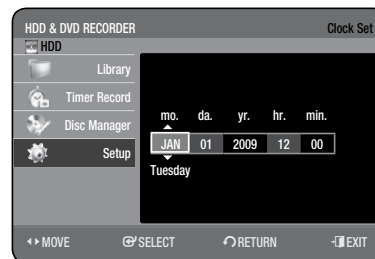 HDD & DVD RECORDER Clock Set
HDD
Library
Timer Record
Disc Manager
Setup
mo. da. yr. hr. min.
JAN 01 2009 12 00
Tuesday
MOVE SELECT RETURN EXIT